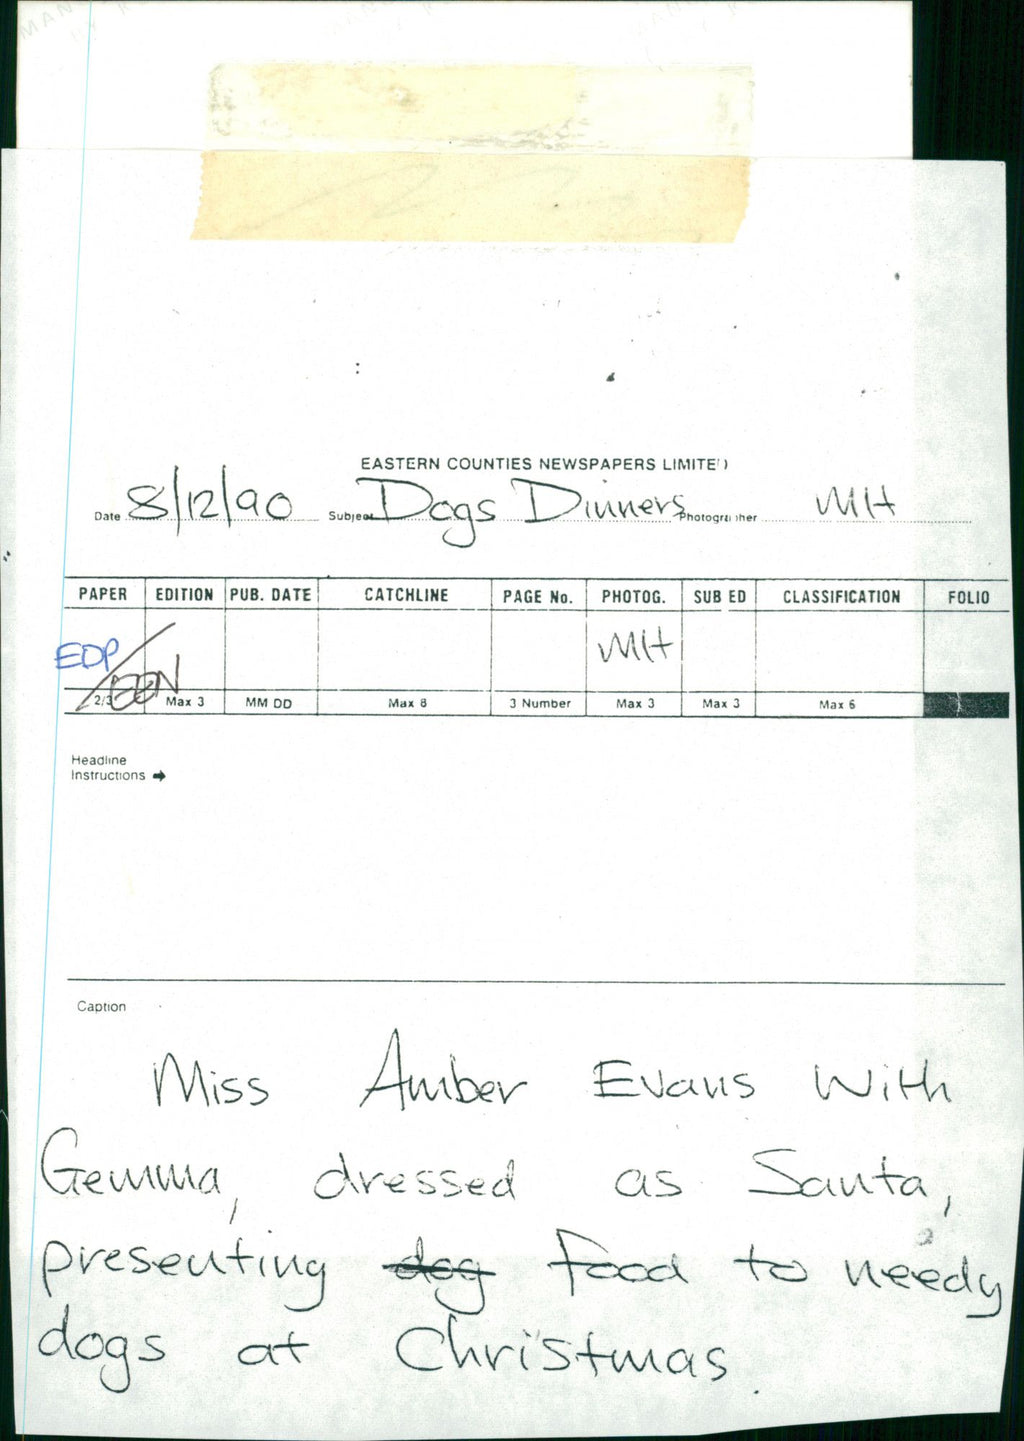 EASTERN COUNTIES NEWSPAPERS LIMITED
Date 8/12/90 Subject Dogs Dinners Photographer MH
PAPER EDITION PUB. DATE CATCHLINE PAGE No. PHOTOG. SUB ED CLASSIFICATION FOLIO
EDP/EEN MH
2/3 Max 3 MM DD Max 8 3 Number Max 3 Max 3 Max 6
Headline
Instructions ➔
Caption
Miss Amber Evans With
Gemma, dressed as Santa,
presenting dog food to needy
dogs at Christmas.